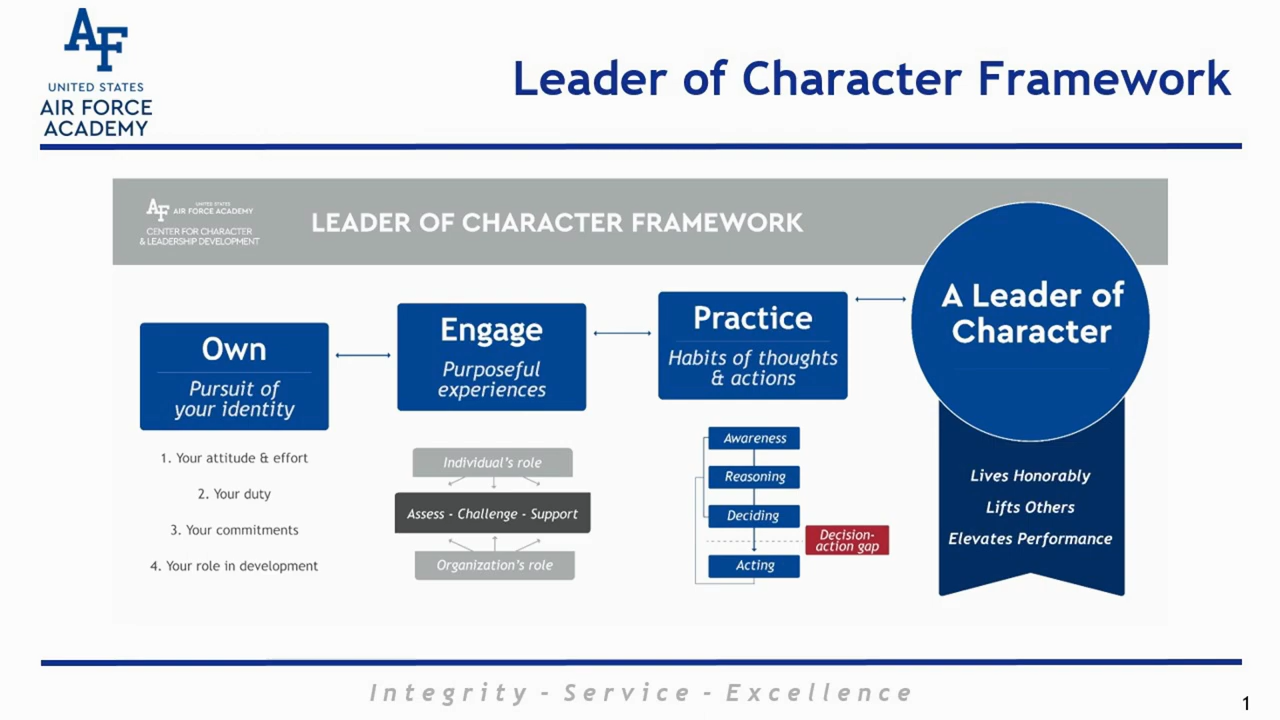 AF
UNITED STATES
AIR FORCE
ACADEMY
Leader of Character Framework
AF
UNITED STATES
AIR FORCE ACADEMY
CENTER FOR CHARACTER
& LEADERSHIP DEVELOPMENT
LEADER OF CHARACTER FRAMEWORK
Own
Pursuit of
your identity
1. Your attitude & effort
2. Your duty
3. Your commitments
4. Your role in development
Engage
Purposeful
experiences
Individual's role
Assess - Challenge - Support
Organization's role
Practice
Habits of thoughts
& actions
Awareness
Reasoning
Deciding
Decision-
action gap
Acting
A Leader of
Character
Lives Honorably
Lifts Others
Elevates Performance
Integrity - Service - Excellence
1